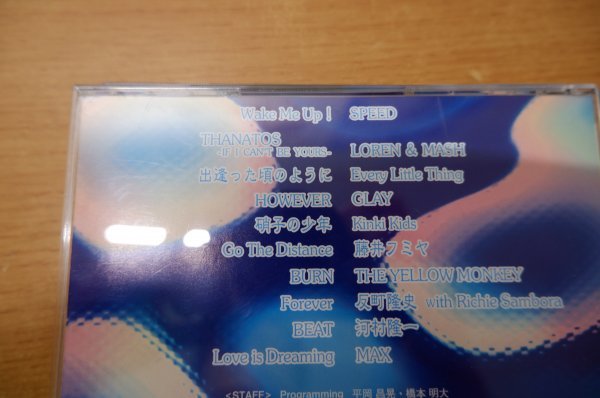 Wake Me Up! SPEED
THANATOS
-IF I CAN'T BE YOURS- LOREN & MASH
出逢った頃のように Every Little Thing
HOWEVER GLAY
硝子の少年 Kinki Kids
Go The Distance 藤井フミヤ
BURN THE YELLOW MONKEY
Forever 反町隆史 with Richie Sambora
BEAT 河村隆一
Love is Dreaming MAX
<STAFF> Programming 平岡 昌晃・橋本 明大